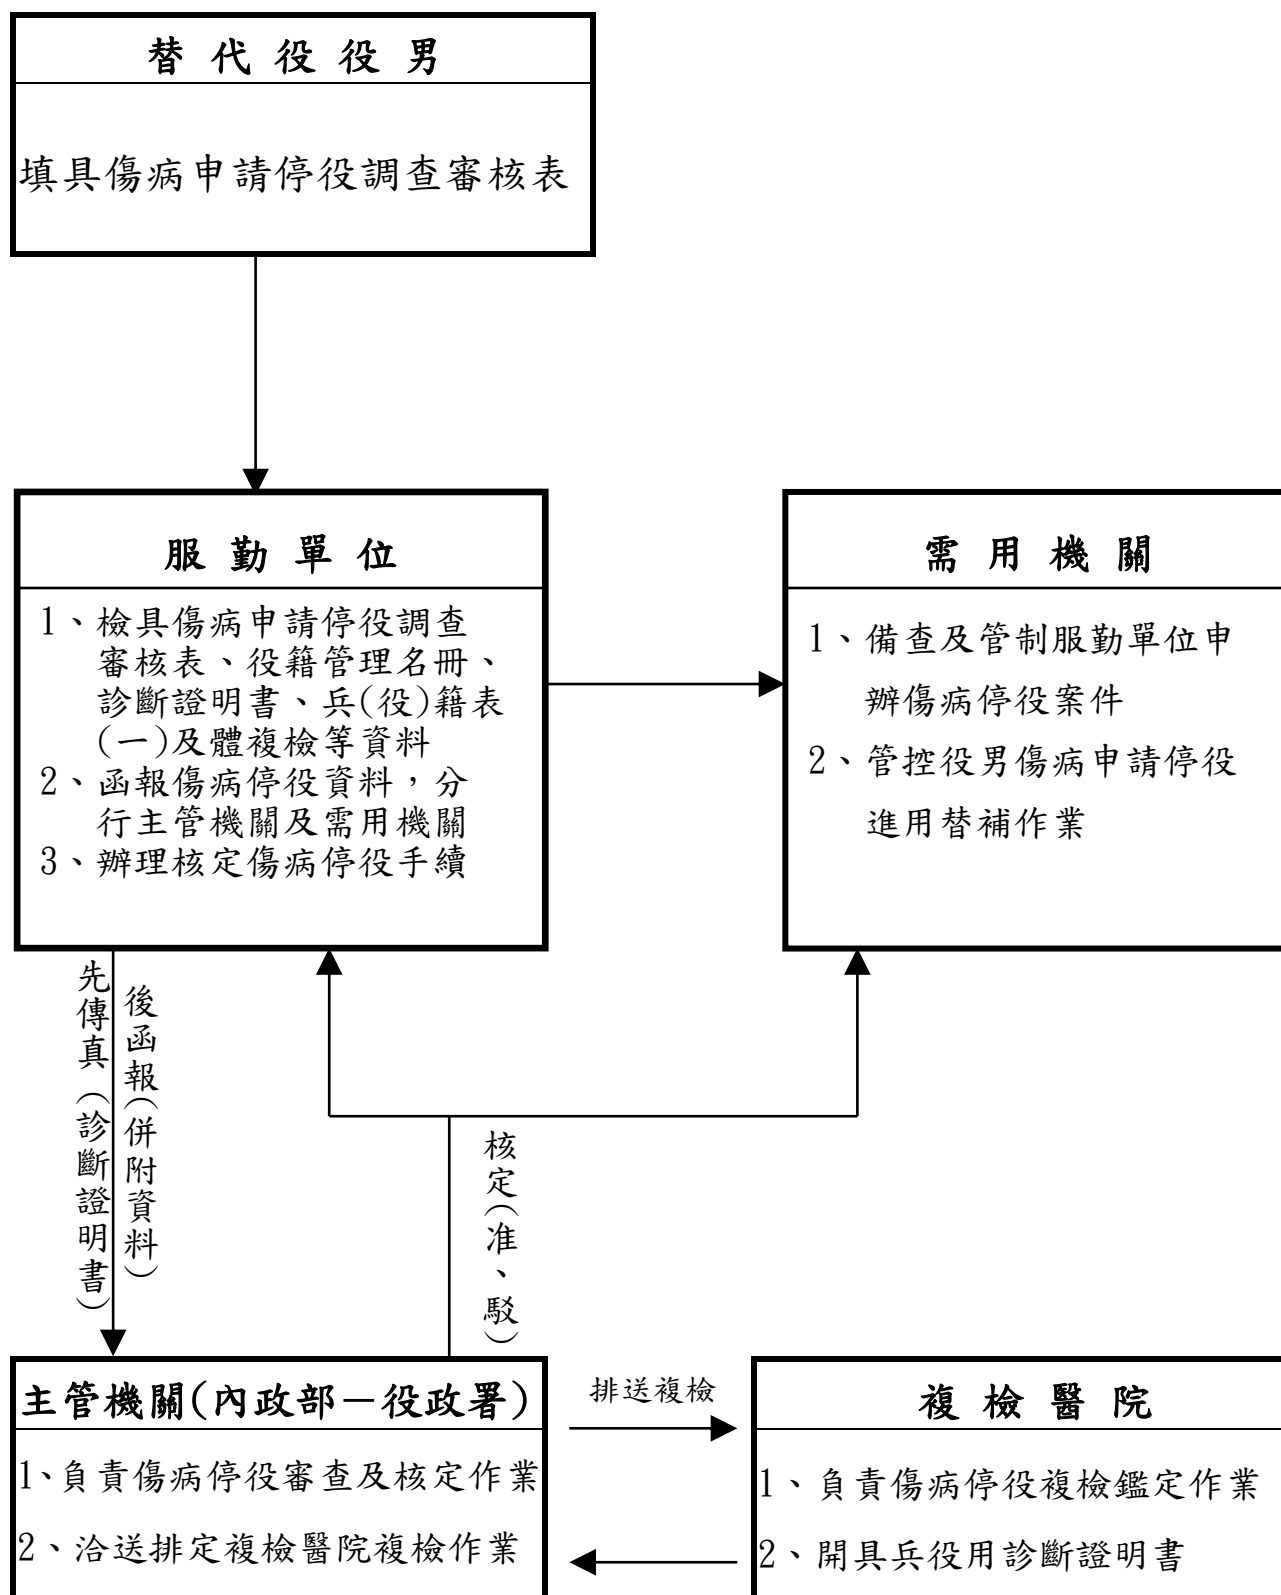 替代役役男
填具傷病申請停役調查審核表
服勤單位
1、檢具傷病申請停役調查
審核表、役籍管理名冊、
診斷證明書、兵(役)籍表
(一)及體複檢等資料
2、函報傷病停役資料，分
行主管機關及需用機關
3、辦理核定傷病停役手續
需用機關
1、備查及管制服勤單位申
辦傷病停役案件
2、管控役男傷病申請停役
進用替補作業
先傳真(診斷證明書)
後函報(併附資料)
核定(准、駁)
主管機關(內政部－役政署)
1、負責傷病停役審查及核定作業
2、洽送排定複檢醫院複檢作業
排送複檢
複檢醫院
1、負責傷病停役複檢鑑定作業
2、開具兵役用診斷證明書